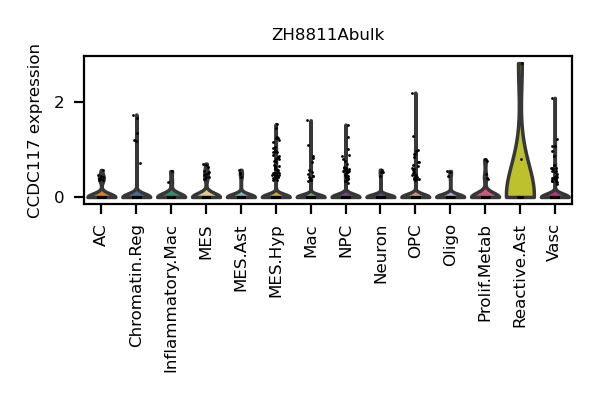 ZH8811Abulk
CCDC117 expression
2
0
AC
Chromatin.Reg
Inflammatory.Mac
MES
MES.Ast
MES.Hyp
Mac
NPC
Neuron
OPC
Oligo
Prolif.Metab
Reactive.Ast
Vasc